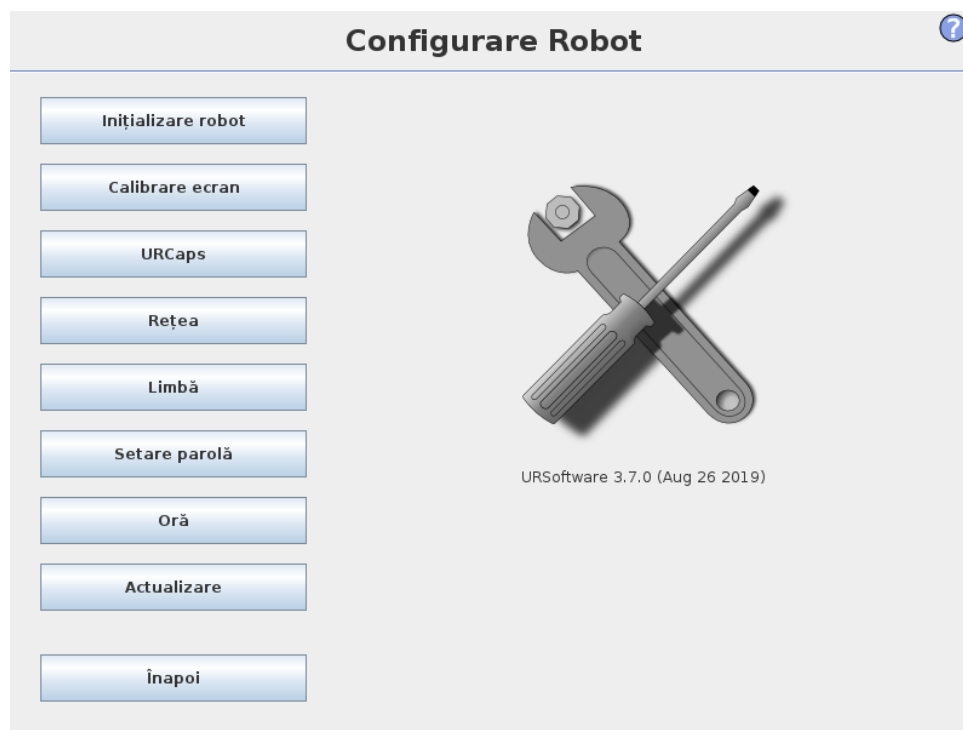 Configurare Robot
?
Inițializare robot
Calibrare ecran
URCaps
Rețea
Limbă
Setare parolă
Oră
Actualizare
Înapoi
URSoftware 3.7.0 (Aug 26 2019)